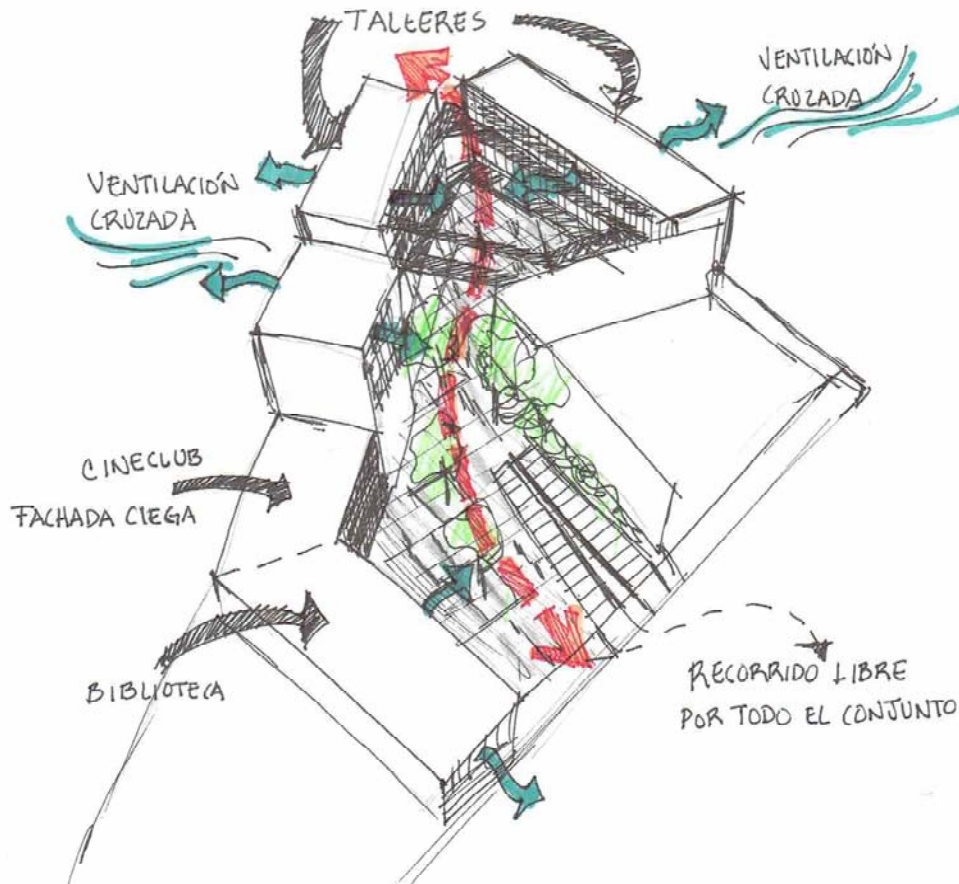 TALLERES
VENTILACIÓN
CRUZADA
VENTILACIÓN
CRUZADA
CINECLUB
FACHADA CIEGA
BIBLIOTECA
RECORRIDO LIBRE
POR TODO EL CONJUNTO